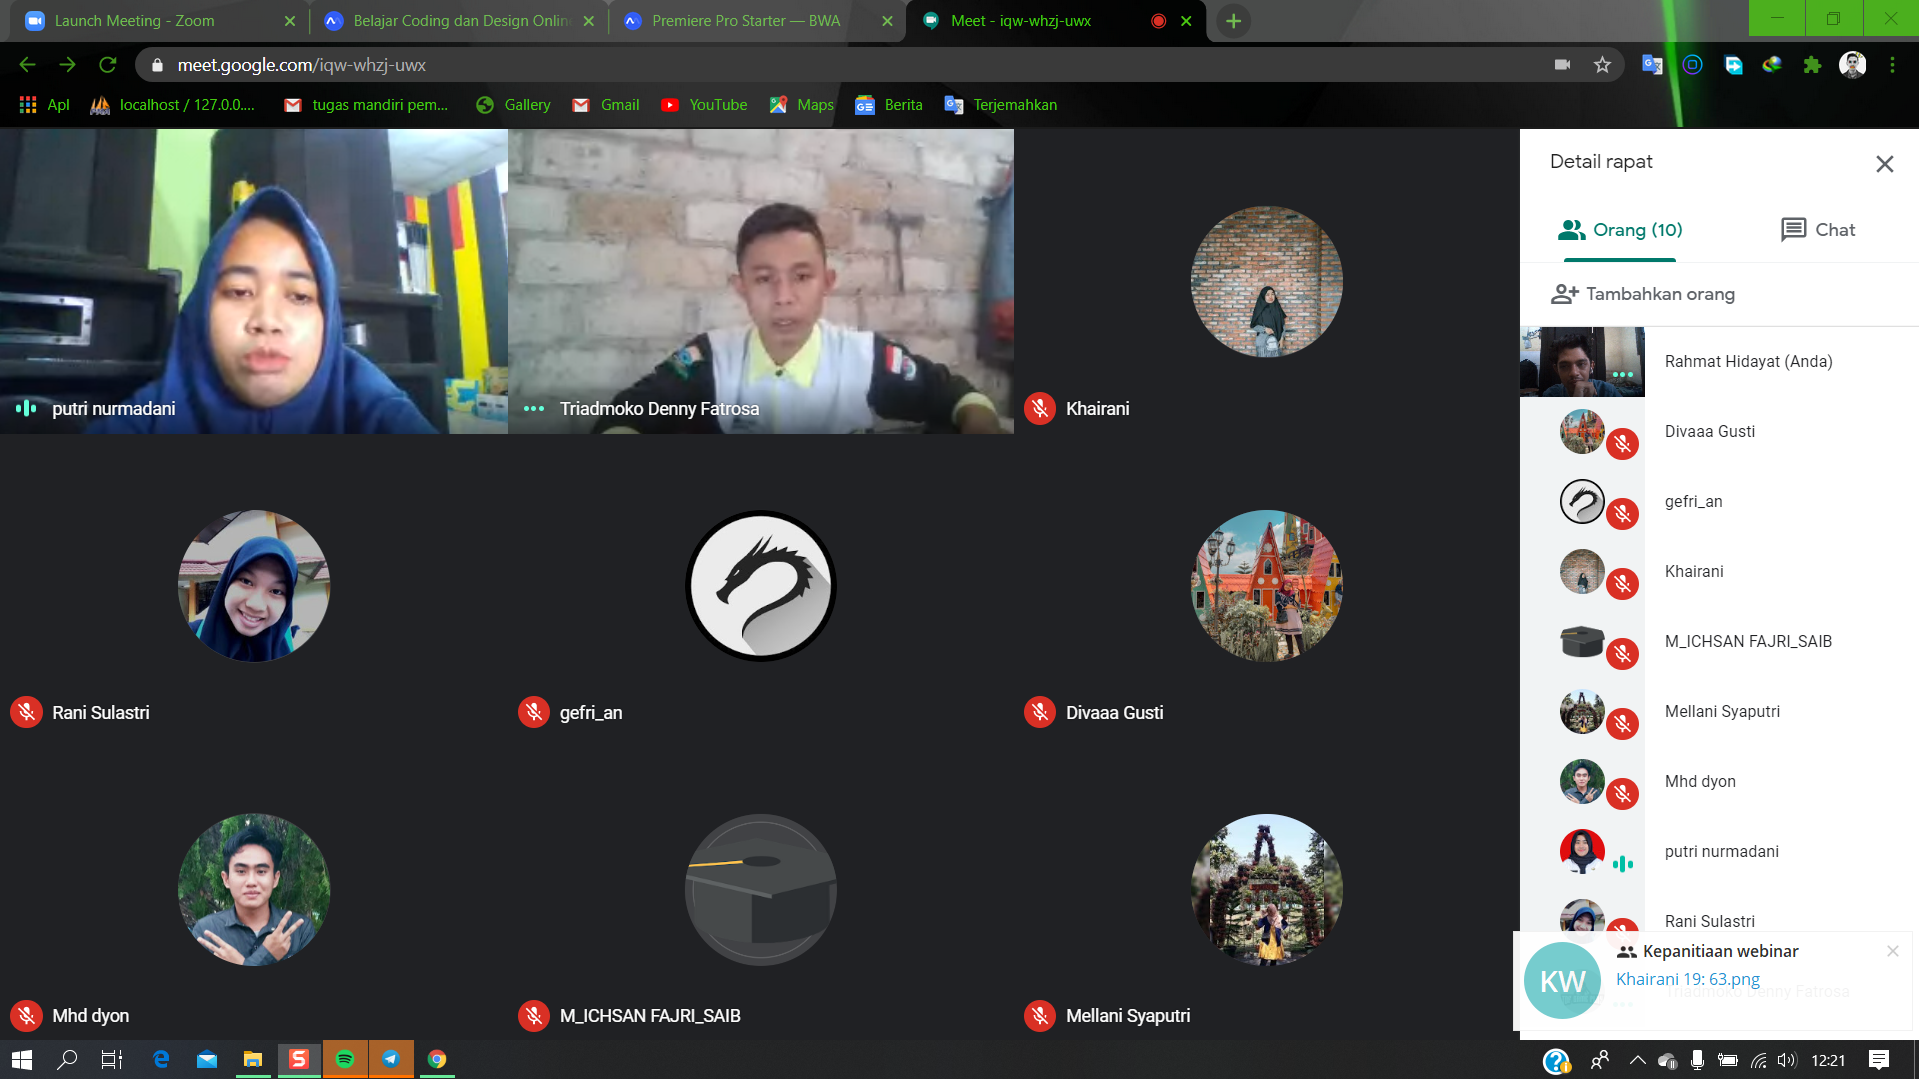 Launch Meeting - Zoom
Belajar Coding dan Design Onlin
Premiere Pro Starter — BWA
Meet - iqw-whzj-uwx
meet.google.com/iqw-whzj-uwx
Apl
localhost / 127.0.0....
tugas mandiri pem...
Gallery
Gmail
YouTube
Maps
Berita
Terjemahkan
putri nurmadani
Triadmoko Denny Fatrosa
Khairani
Rani Sulastri
gefri_an
Divaaa Gusti
Mhd dyon
M_ICHSAN FAJRI_SAIB
Mellani Syaputri
Detail rapat
Orang (10)
Chat
Tambahkan orang
Rahmat Hidayat (Anda)
Divaaa Gusti
gefri_an
Khairani
M_ICHSAN FAJRI_SAIB
Mellani Syaputri
Mhd dyon
putri nurmadani
Rani Sulastri
Triadmoko Denny Fatrosa
KW
Kepanitiaan webinar
Khairani 19: 63.png
12:21